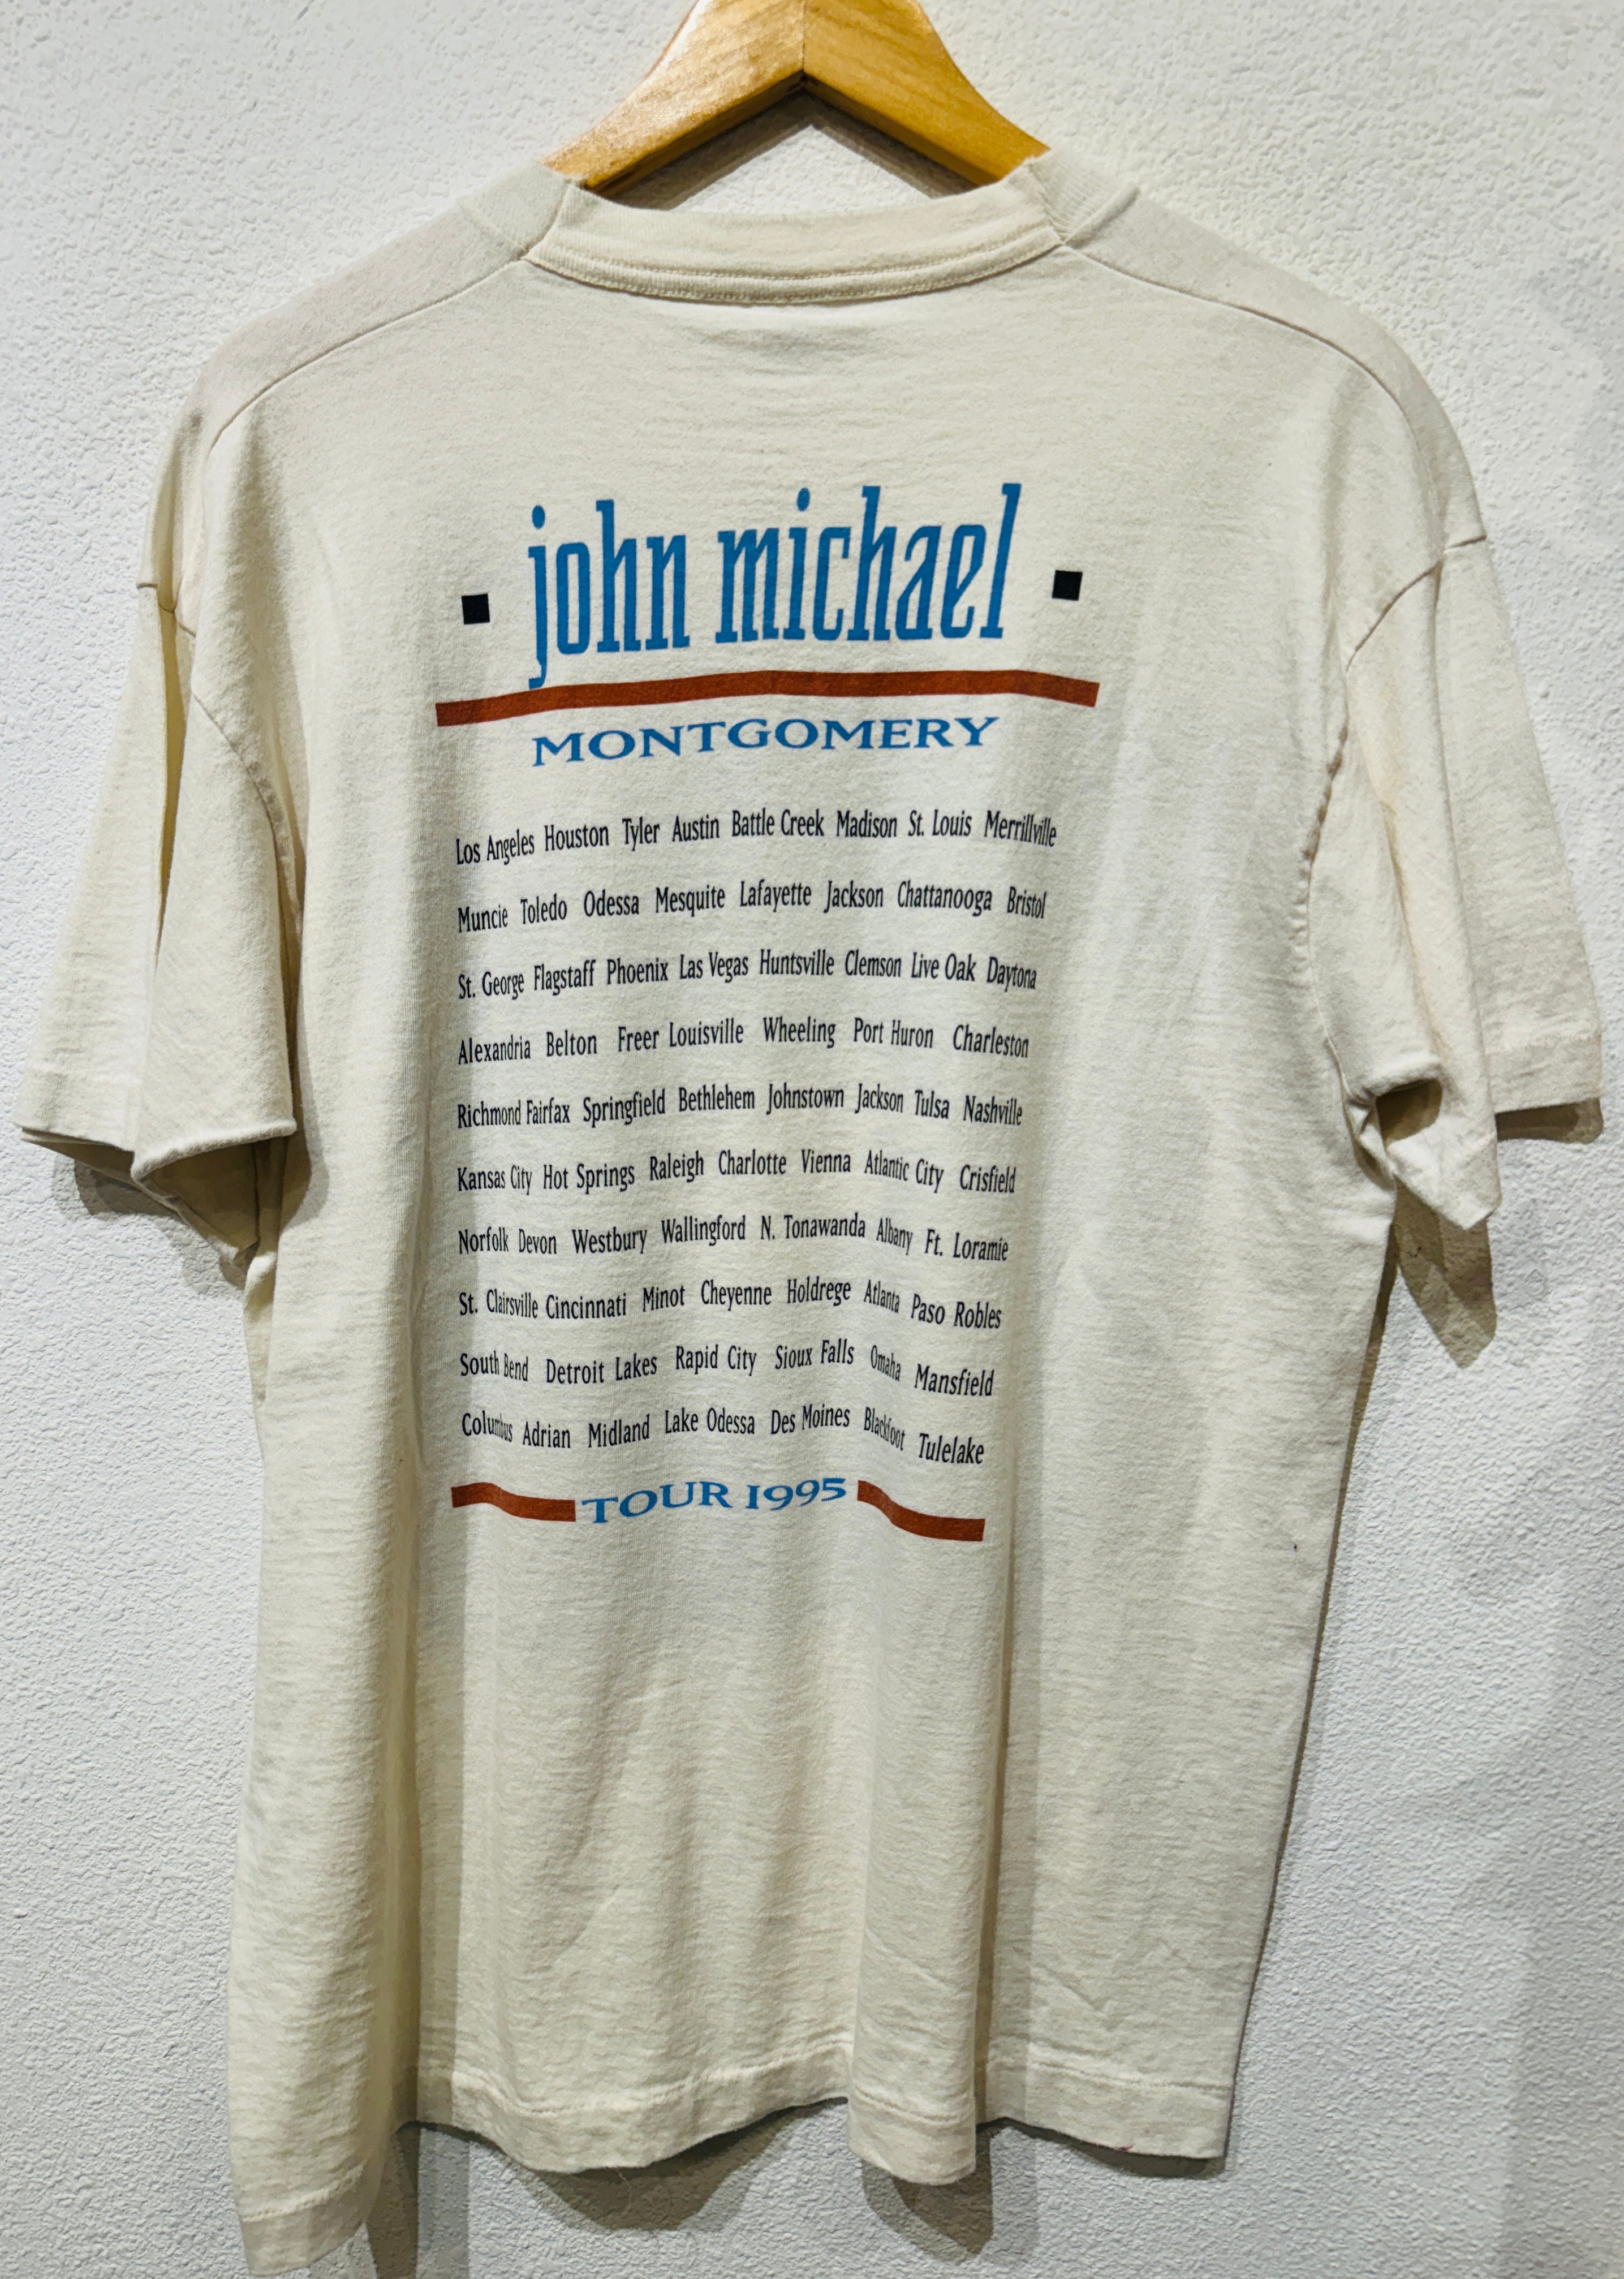 john michael
MONTGOMERY
Los Angeles Houston Tyler Austin Battle Creek Madison St. Louis Merrillville
Muncie Toledo Odessa Mesquite Lafayette Jackson Chattanooga Bristol
St. George Flagstaff Phoenix Las Vegas Huntsville Clemson Live Oak Daytona
Alexandria Belton Freer Louisville Wheeling Port Huron Charleston
Richmond Fairfax Springfield Bethlehem Johnstown Jackson Tulsa Nashville
Kansas City Hot Springs Raleigh Charlotte Vienna Atlantic City Crisfield
Norfolk Devon Westbury Wallingford N. Tonawanda Albany Ft. Loramie
St. Clairsville Cincinnati Minot Cheyenne Holdrege Atlanta Paso Robles
South Bend Detroit Lakes Rapid City Sioux Falls Omaha Mansfield
Columbus Adrian Midland Lake Odessa Des Moines Blackfoot Tulelake
TOUR 1995